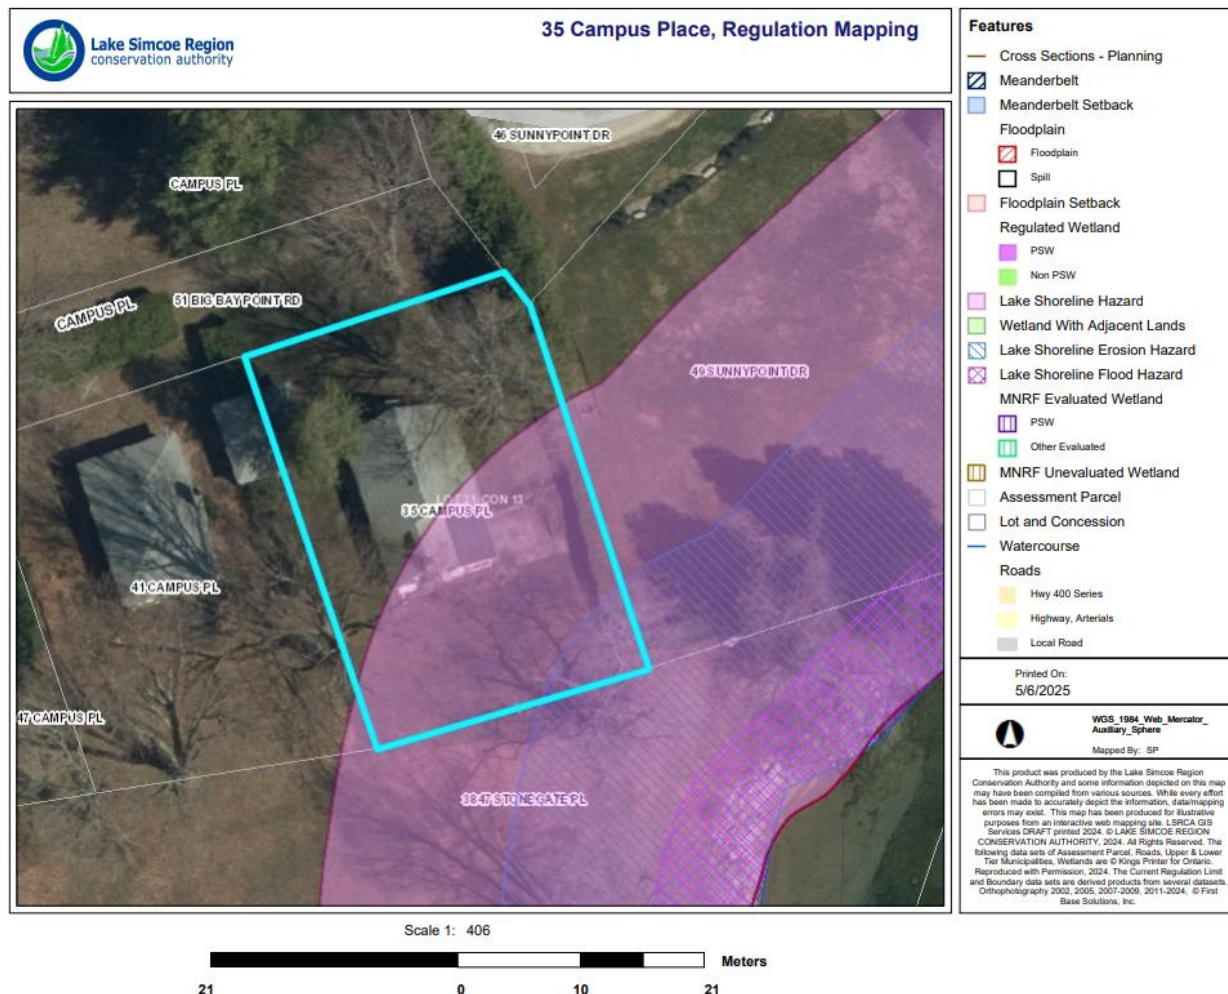 Lake Simcoe Region
conservation authority
35 Campus Place, Regulation Mapping
46 SUNNYPOINT DR
CAMPUS PL
51 BIG BAY POINT RD
CAMPUS PL
49 SUNNYPOINT DR
LOT 21 CON 13
35 CAMPUS PL
41 CAMPUS PL
47 CAMPUS PL
3847 STONEGATE PL
Features
Cross Sections - Planning
Meanderbelt
Meanderbelt Setback
Floodplain
Floodplain
Spill
Floodplain Setback
Regulated Wetland
PSW
Non PSW
Lake Shoreline Hazard
Wetland With Adjacent Lands
Lake Shoreline Erosion Hazard
Lake Shoreline Flood Hazard
MNRF Evaluated Wetland
PSW
Other Evaluated
MNRF Unevaluated Wetland
Assessment Parcel
Lot and Concession
Watercourse
Roads
Hwy 400 Series
Highway, Arterials
Local Road
Printed On:
5/6/2025
WGS_1984_Web_Mercator_
Auxiliary_Sphere
Mapped By: SP
This product was produced by the Lake Simcoe Region
Conservation Authority and some information depicted on this map
may have been compiled from various sources. While every effort
has been made to accurately depict the information, data/mapping
errors may exist. This map has been produced for illustrative
purposes from an interactive web mapping site. LSRCA GIS
Services DRAFT printed 2024. © LAKE SIMCOE REGION
CONSERVATION AUTHORITY, 2024. All Rights Reserved. The
following data sets of Assessment Parcel, Roads, Upper & Lower
Tier Municipalities, Wetlands are © Kings Printer for Ontario.
Reproduced with Permission, 2024. The Current Regulation Limit
and Boundary data sets are derived products from several datasets.
Orthophotography 2002, 2005, 2007-2009, 2011-2024, © First
Base Solutions, Inc.
Scale 1: 406
Meters
21 0 10 21